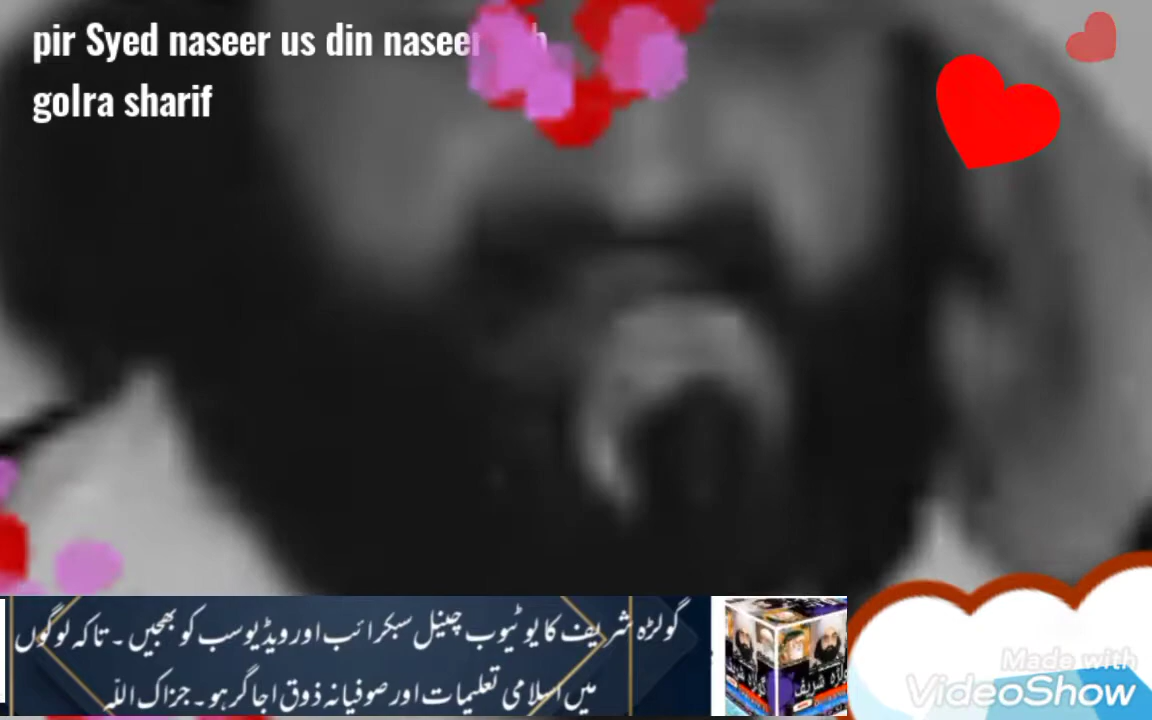 pir Syed naseer us din naseer
golra sharif
گولڑہ شریف کا یوٹیوب چینل سبکرائب اور ویڈیو سب کو بھیجیں۔ تاکہ لوگوں
میں اسلامی تعلیمات اور صوفیانہ ذوق اجاگر ہو۔ جزاک اللہ
Made with
VideoShow